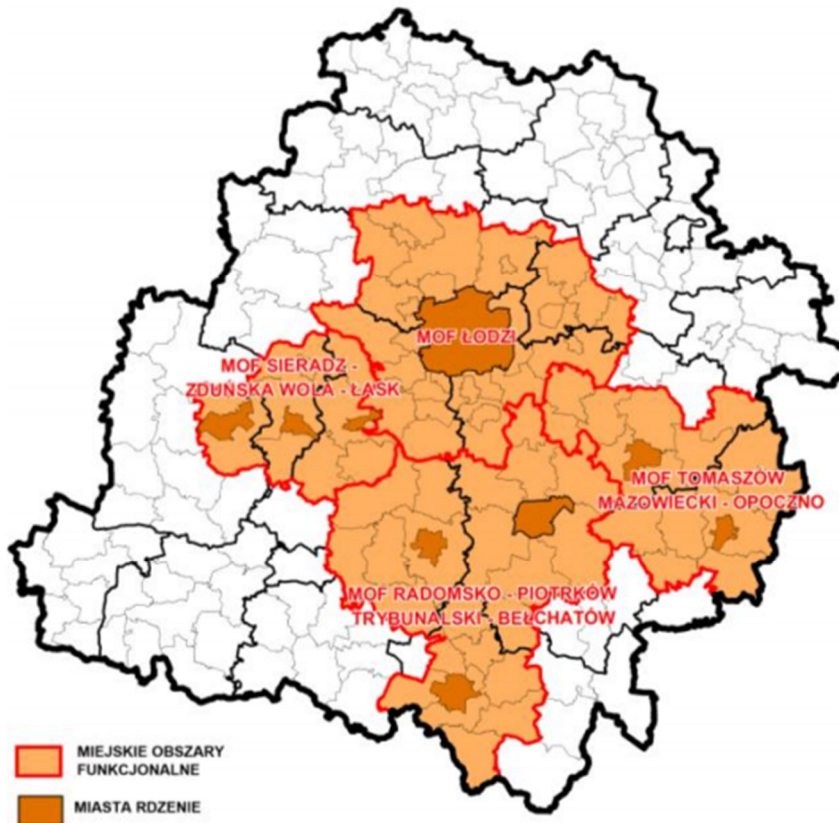 MOF ŁODZI
MOF SIERADZ -
ZDUŃSKA WOLA - ŁASK
MOF TOMASZÓW
MAZOWIECKI - OPOCZNO
MOF RADOMSKO - PIOTRKÓW
TRYBUNALSKI - BEŁCHATÓW
MIEJSKIE OBSZARY
FUNKCJONALNE
MIASTA RDZENIE